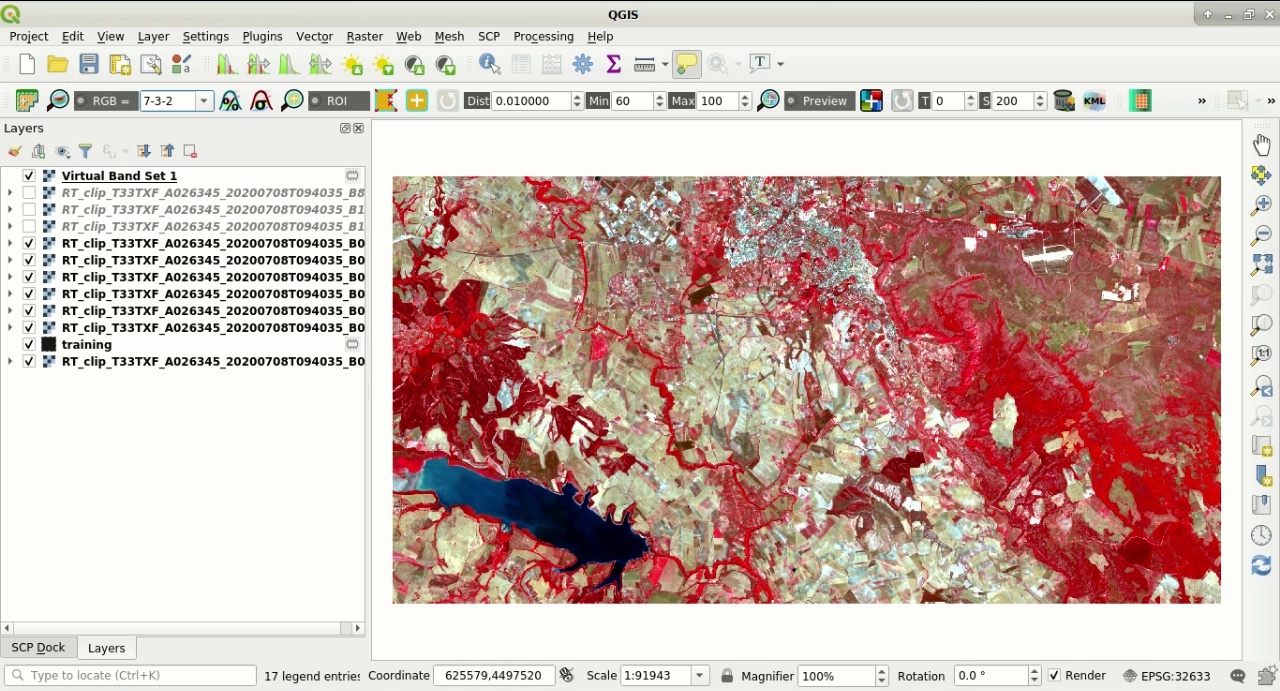 QGIS
Project Edit View Layer Settings Plugins Vector Raster Web Mesh SCP Processing Help
RGB = 7-3-2 ROI Dist 0.010000 Min 60 Max 100 Preview T 0 S 200 KML » »
Layers
Virtual Band Set 1
RT_clip_T33TXF_A026345_20200708T094035_B8
RT_clip_T33TXF_A026345_20200708T094035_B1
RT_clip_T33TXF_A026345_20200708T094035_B1
RT_clip_T33TXF_A026345_20200708T094035_B0
RT_clip_T33TXF_A026345_20200708T094035_B0
RT_clip_T33TXF_A026345_20200708T094035_B0
RT_clip_T33TXF_A026345_20200708T094035_B0
RT_clip_T33TXF_A026345_20200708T094035_B0
RT_clip_T33TXF_A026345_20200708T094035_B0
training
RT_clip_T33TXF_A026345_20200708T094035_B0
1:1
SCP Dock Layers
Type to locate (Ctrl+K) 17 legend entries Coordinate 625579,4497520 Scale 1:91943 Magnifier 100% Rotation 0.0 ° Render EPSG:32633